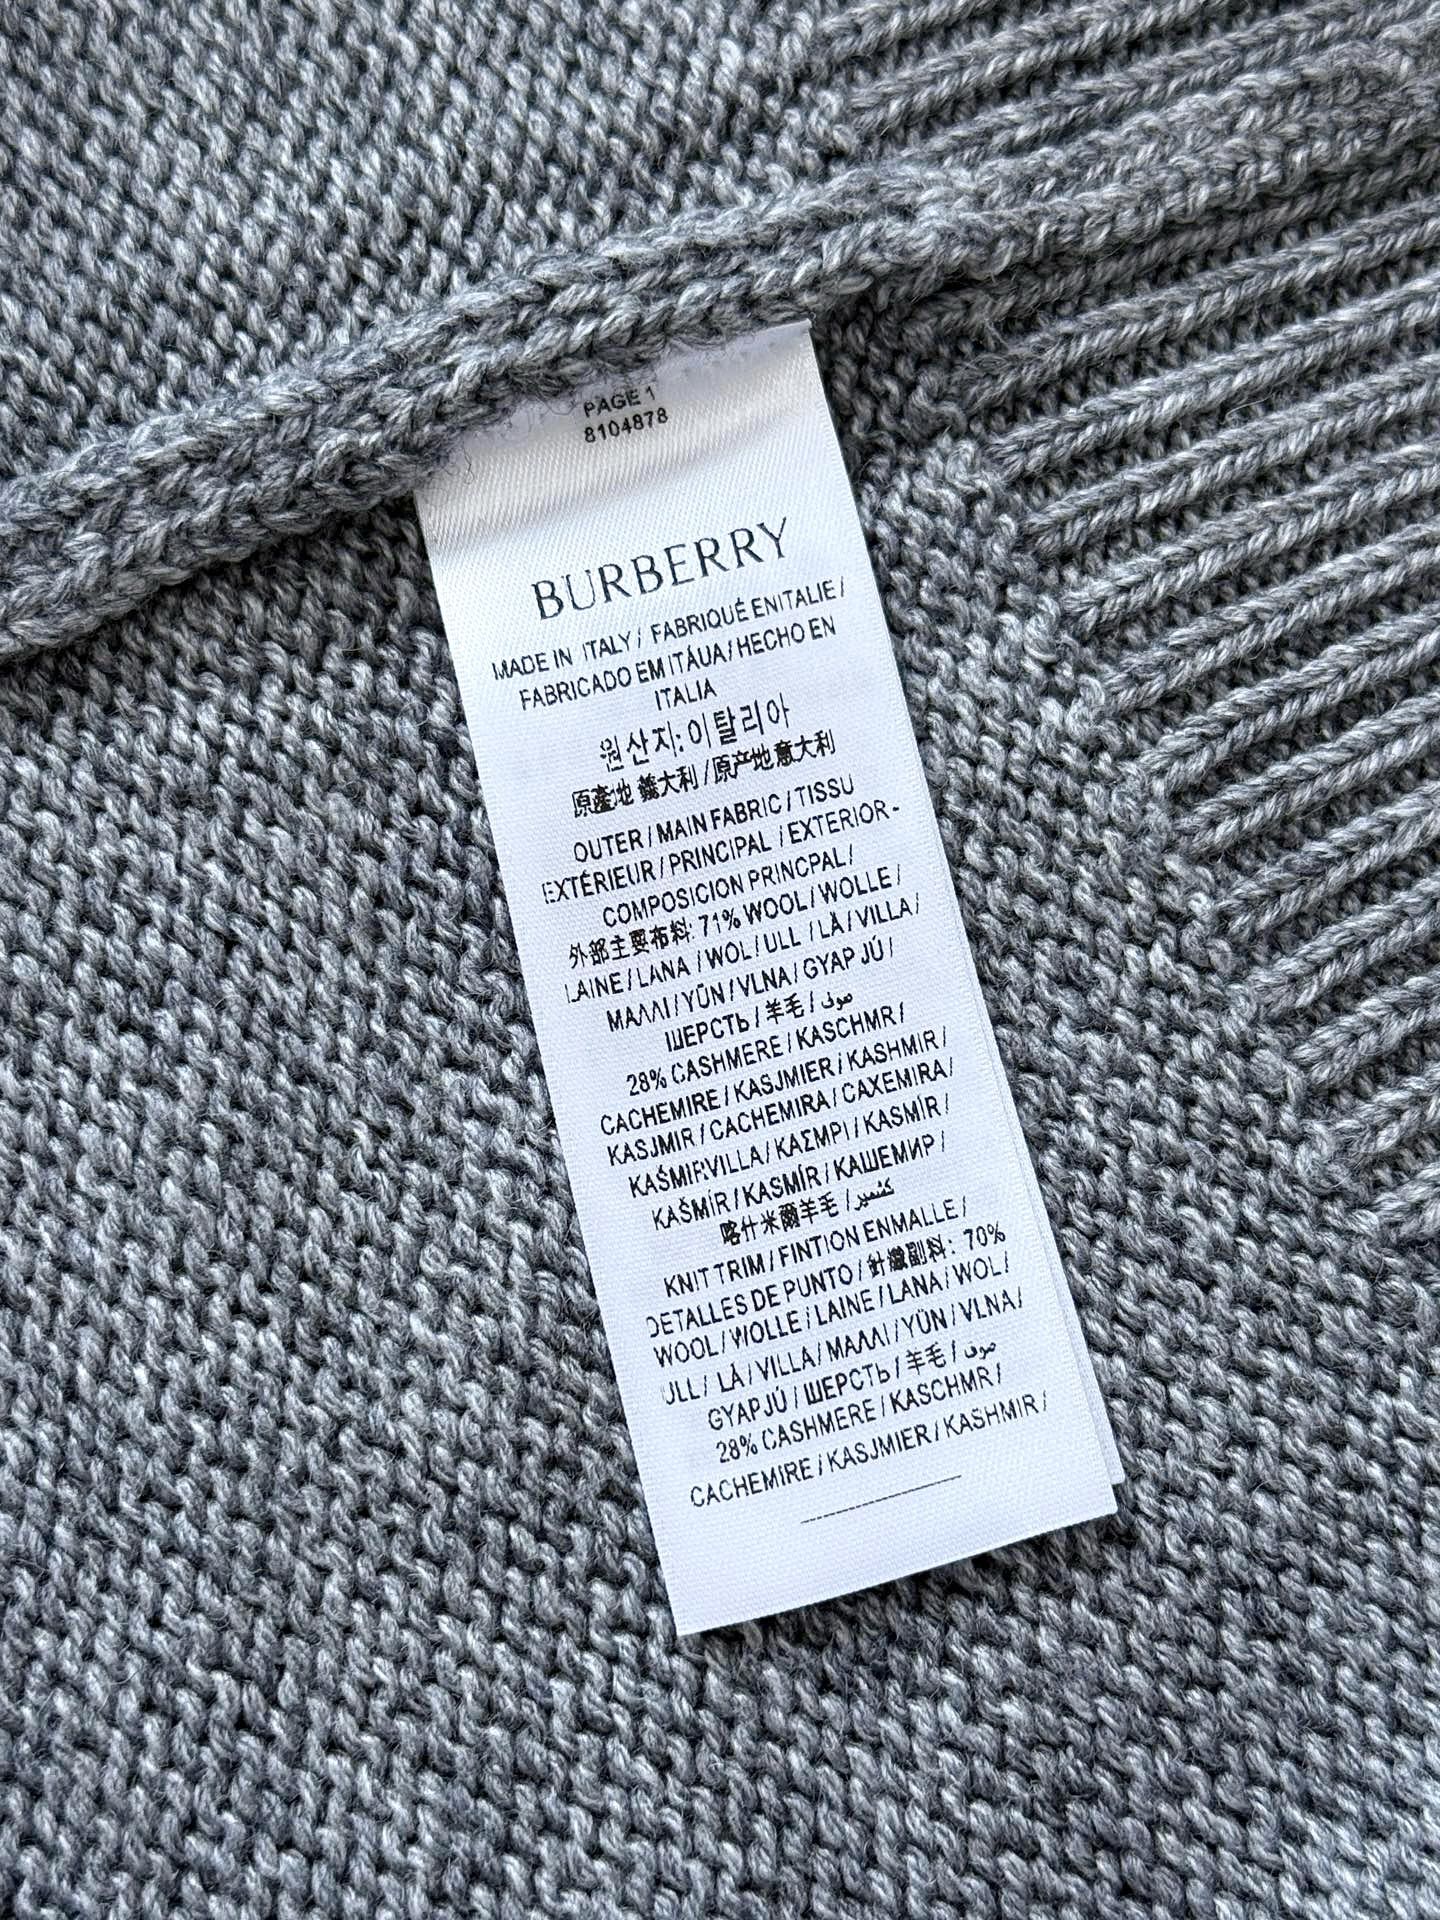 PAGE 1
8104878
BURBERRY
MADE IN ITALY / FABRIQUÉ ENITALIE /
FABRICADO EM ITÁUA / HECHO EN
ITALIA
원산지: 이탈리아
原產地 義大利 / 原产地意大利
OUTER / MAIN FABRIC / TISSU
EXTÉRIEUR / PRINCIPAL / EXTERIOR -
COMPOSICION PRINCPAL /
外部主要布料: 71% WOOL / WOLLE /
LAINE / LANA / WOL / ULL / LÀ / VILLA /
ΜΑΛΛΙ / YÜN / VLNA / GYAP JÚ /
ШЕРСТЬ / 羊毛 / صوف
28% CASHMERE / KASCHMR /
CACHEMIRE / KASJMIER / KASHMIR /
KASJMIR / CACHEMIRA / CAXEMIRA /
KAŚMIR.VILLA / ΚΑΣΜΡΙ / KASMÌR /
KAŠMÍR / KASMÍR / КАШЕМИР /
喀什米爾羊毛 / كشمير
KNIT TRIM / FINTION ENMALLE /
DETALLES DE PUNTO / 針織副料: 70%
WOOL / WOLLE / LAINE / LANA / WOL /
ULL / LÀ / VILLA / ΜΑΛΛΙ / YÜN / VLNA /
GYAPJÚ / ШЕРСТЬ / 羊毛 / صوف
28% CASHMERE / KASCHMR /
CACHEMIRE / KASJMIER / KASHMIR /